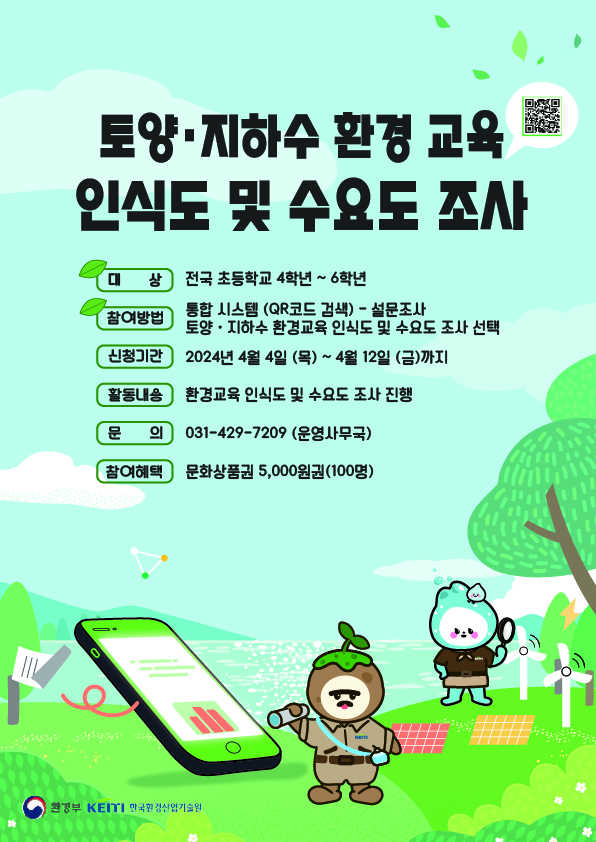 토양·지하수 환경 교육
인식도 및 수요도 조사
대 상 전국 초등학교 4학년 ~ 6학년
참여방법 통합 시스템 (QR코드 검색) - 설문조사
토양·지하수 환경교육 인식도 및 수요도 조사 선택
신청기간 2024년 4월 4일 (목) ~ 4월 12일 (금)까지
활동내용 환경교육 인식도 및 수요도 조사 진행
문 의 031-429-7209 (운영사무국)
참여혜택 문화상품권 5,000원권(100명)
KEITI
KEITI
환경부 KEITI 한국환경산업기술원